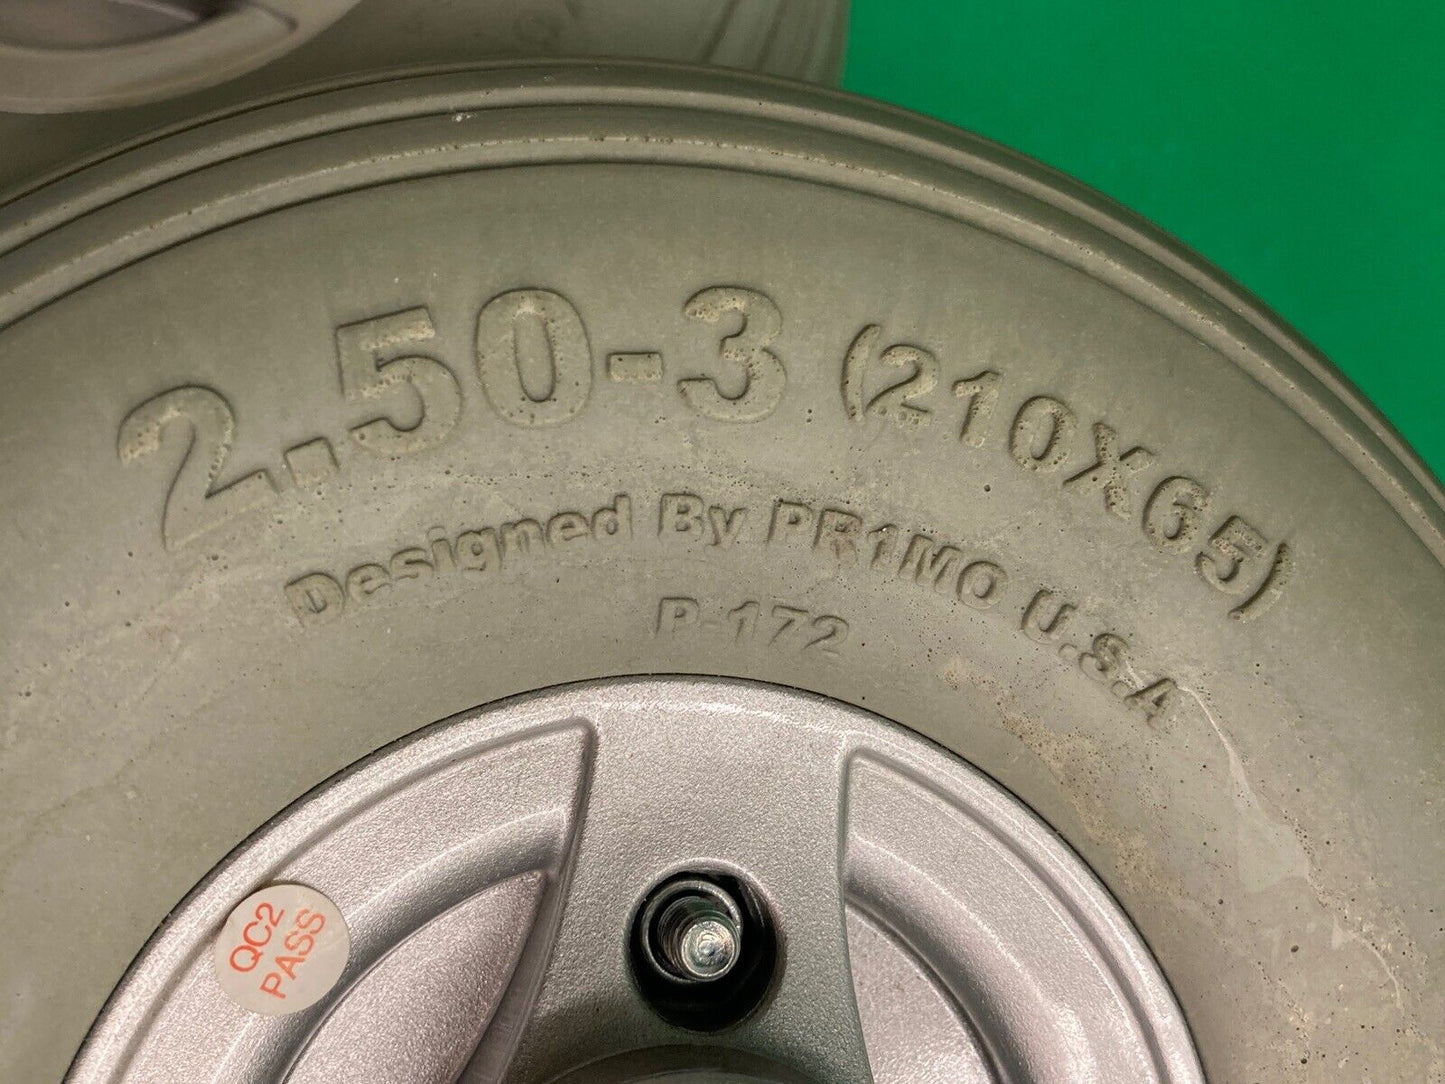 2.50-3 (210X65)
Designed By PR1MO U.S.A
P-172
QC2
PASS